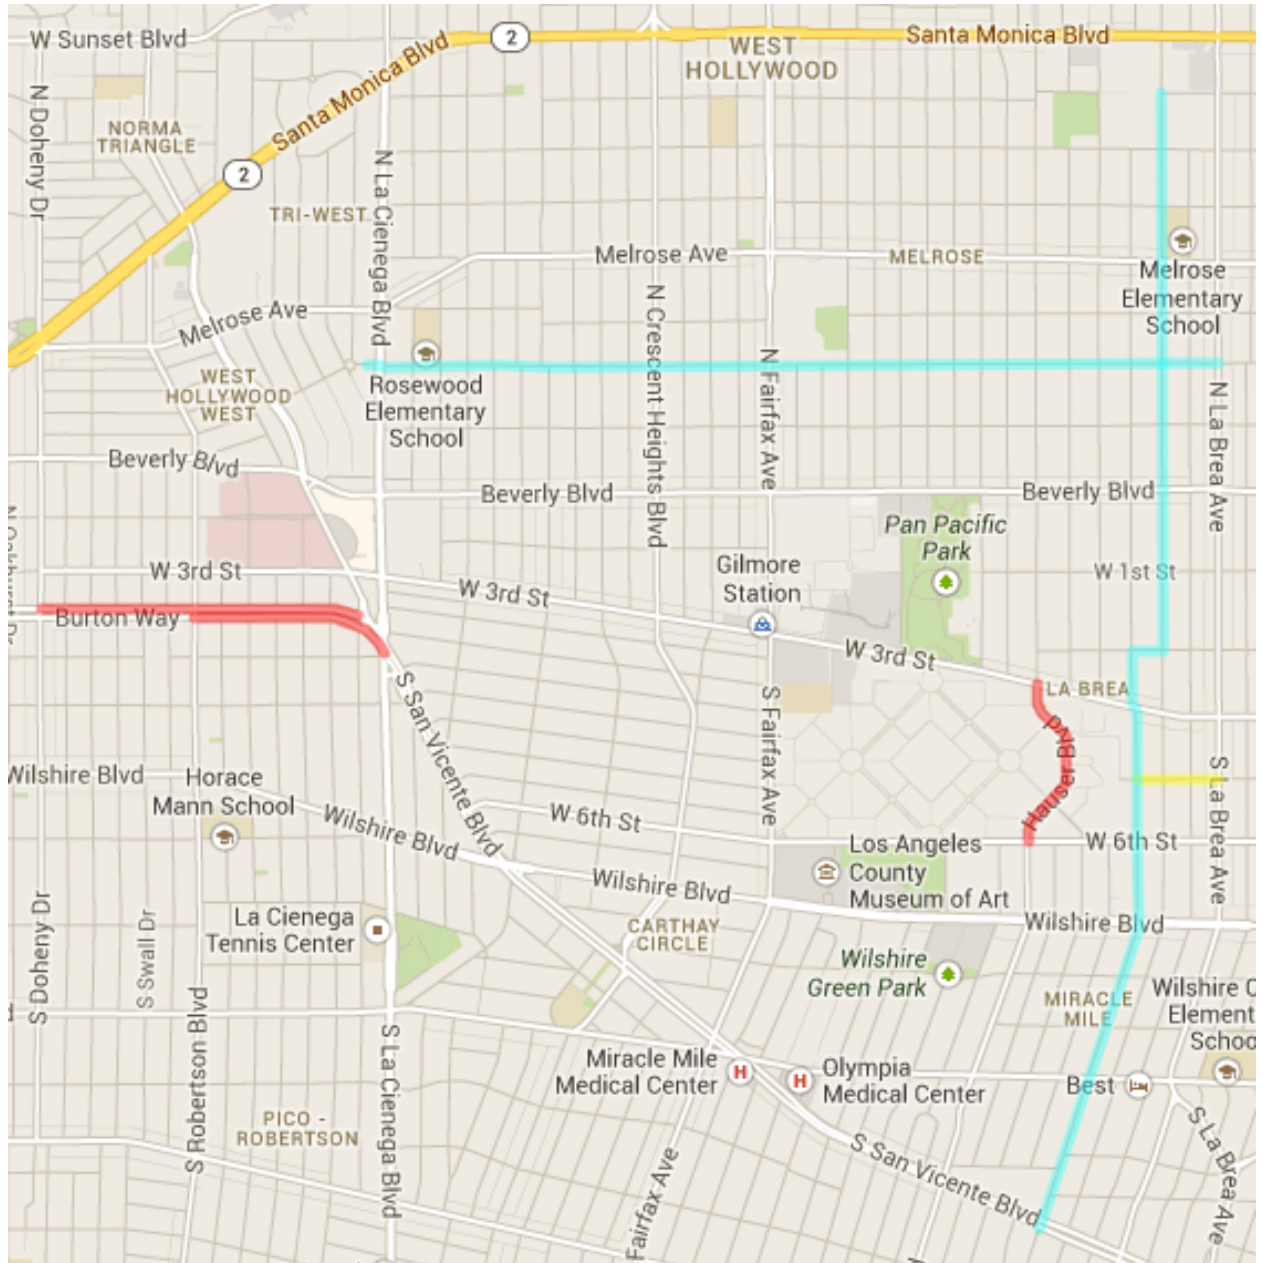 W Sunset Blvd
2
Santa Monica Blvd
WEST
HOLLYWOOD
Santa Monica Blvd
N Doheny Dr
NORMA
TRIANGLE
2
TRI-WEST
N La Cienega Blvd
Melrose Ave
MELROSE
Melrose
Elementary
School
Melrose Ave
N Crescent Heights Blvd
N Fairfax Ave
WEST
HOLLYWOOD
WEST
Rosewood
Elementary
School
N La Brea Ave
Beverly Blvd
Beverly Blvd
Beverly Blvd
Pan Pacific
Park
W 3rd St
W 3rd St
Gilmore
Station
W 1st St
Burton Way
W 3rd St
LA BREA
S San Vicente Blvd
S Fairfax Ave
Hauser Blvd
S La Brea Ave
Wilshire Blvd
Horace
Mann School
Wilshire Blvd
W 6th St
W 6th St
Los Angeles
County
Museum of Art
Wilshire Blvd
Wilshire Blvd
S Doheny Dr
S Swall Dr
La Cienega
Tennis Center
CARTHAY
CIRCLE
Wilshire
Green Park
MIRACLE
MILE
Wilshire C
Element
Schoo
S Robertson Blvd
S La Cienega Blvd
Miracle Mile
Medical Center
H
H
Olympia
Medical Center
Best
PICO -
ROBERTSON
Fairfax Ave
S San Vicente Blvd
S La Brea Ave